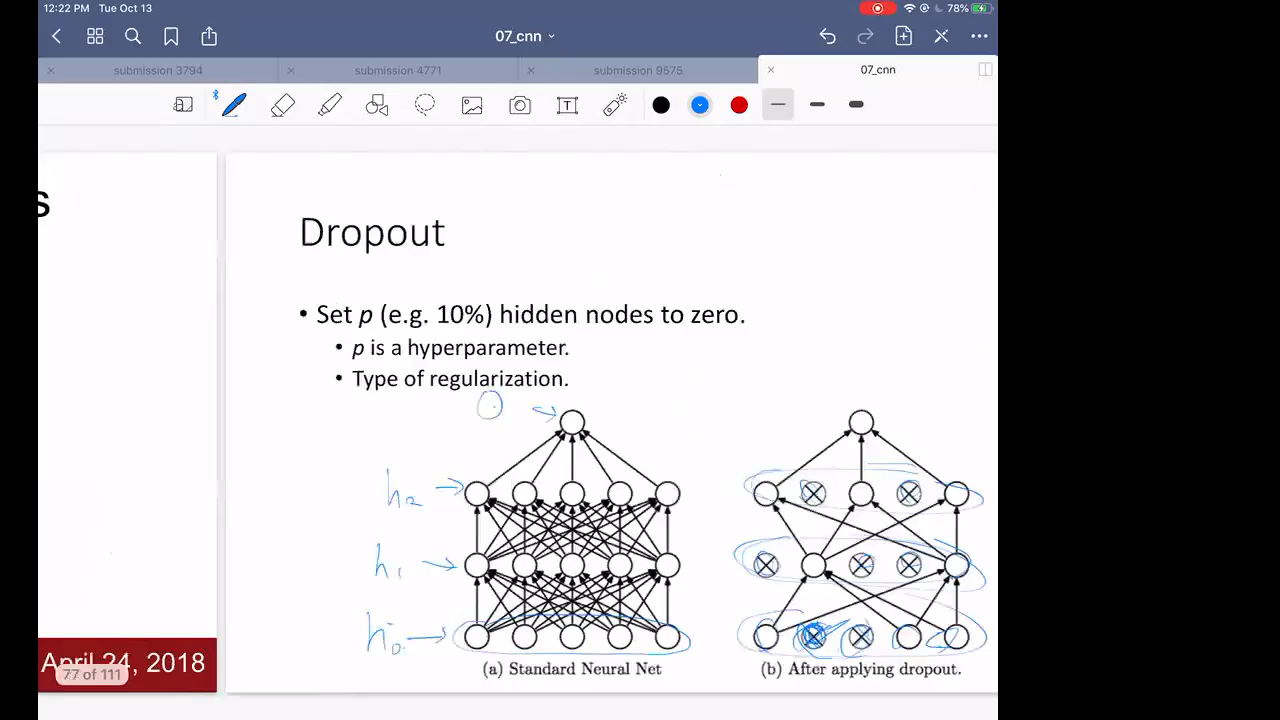 12:22 PM Tue Oct 13
78%
07_cnn
submission 3794
submission 4771
submission 9575
07_cnn
T
s
Dropout
• Set p (e.g. 10%) hidden nodes to zero.
• p is a hyperparameter.
• Type of regularization.
h2
h1
h0
(a) Standard Neural Net
(b) After applying dropout.
April 24, 2018
77 of 111